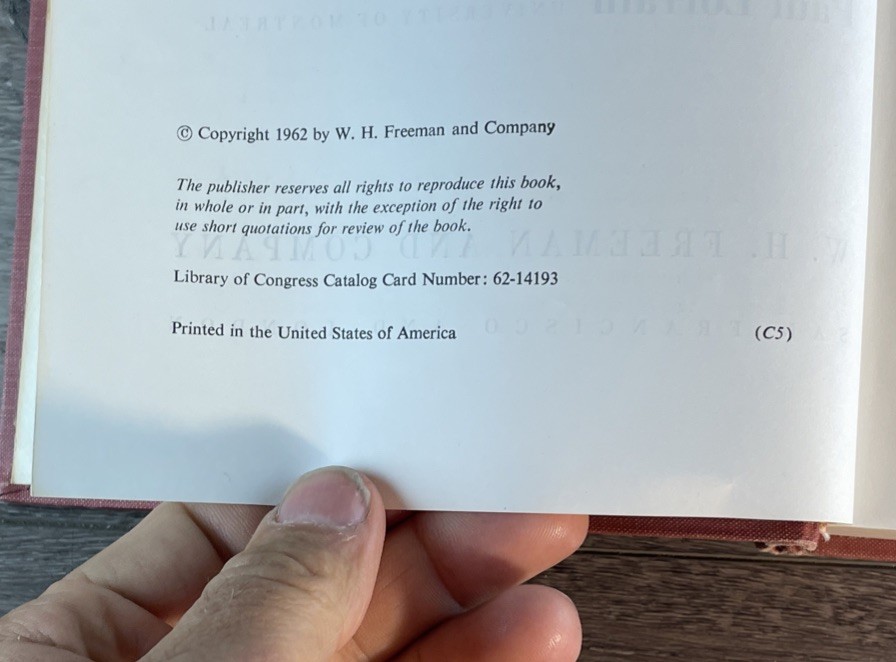 © Copyright 1962 by W. H. Freeman and Company
The publisher reserves all rights to reproduce this book,
in whole or in part, with the exception of the right to
use short quotations for review of the book.
Library of Congress Catalog Card Number: 62-14193
Printed in the United States of America (C5)